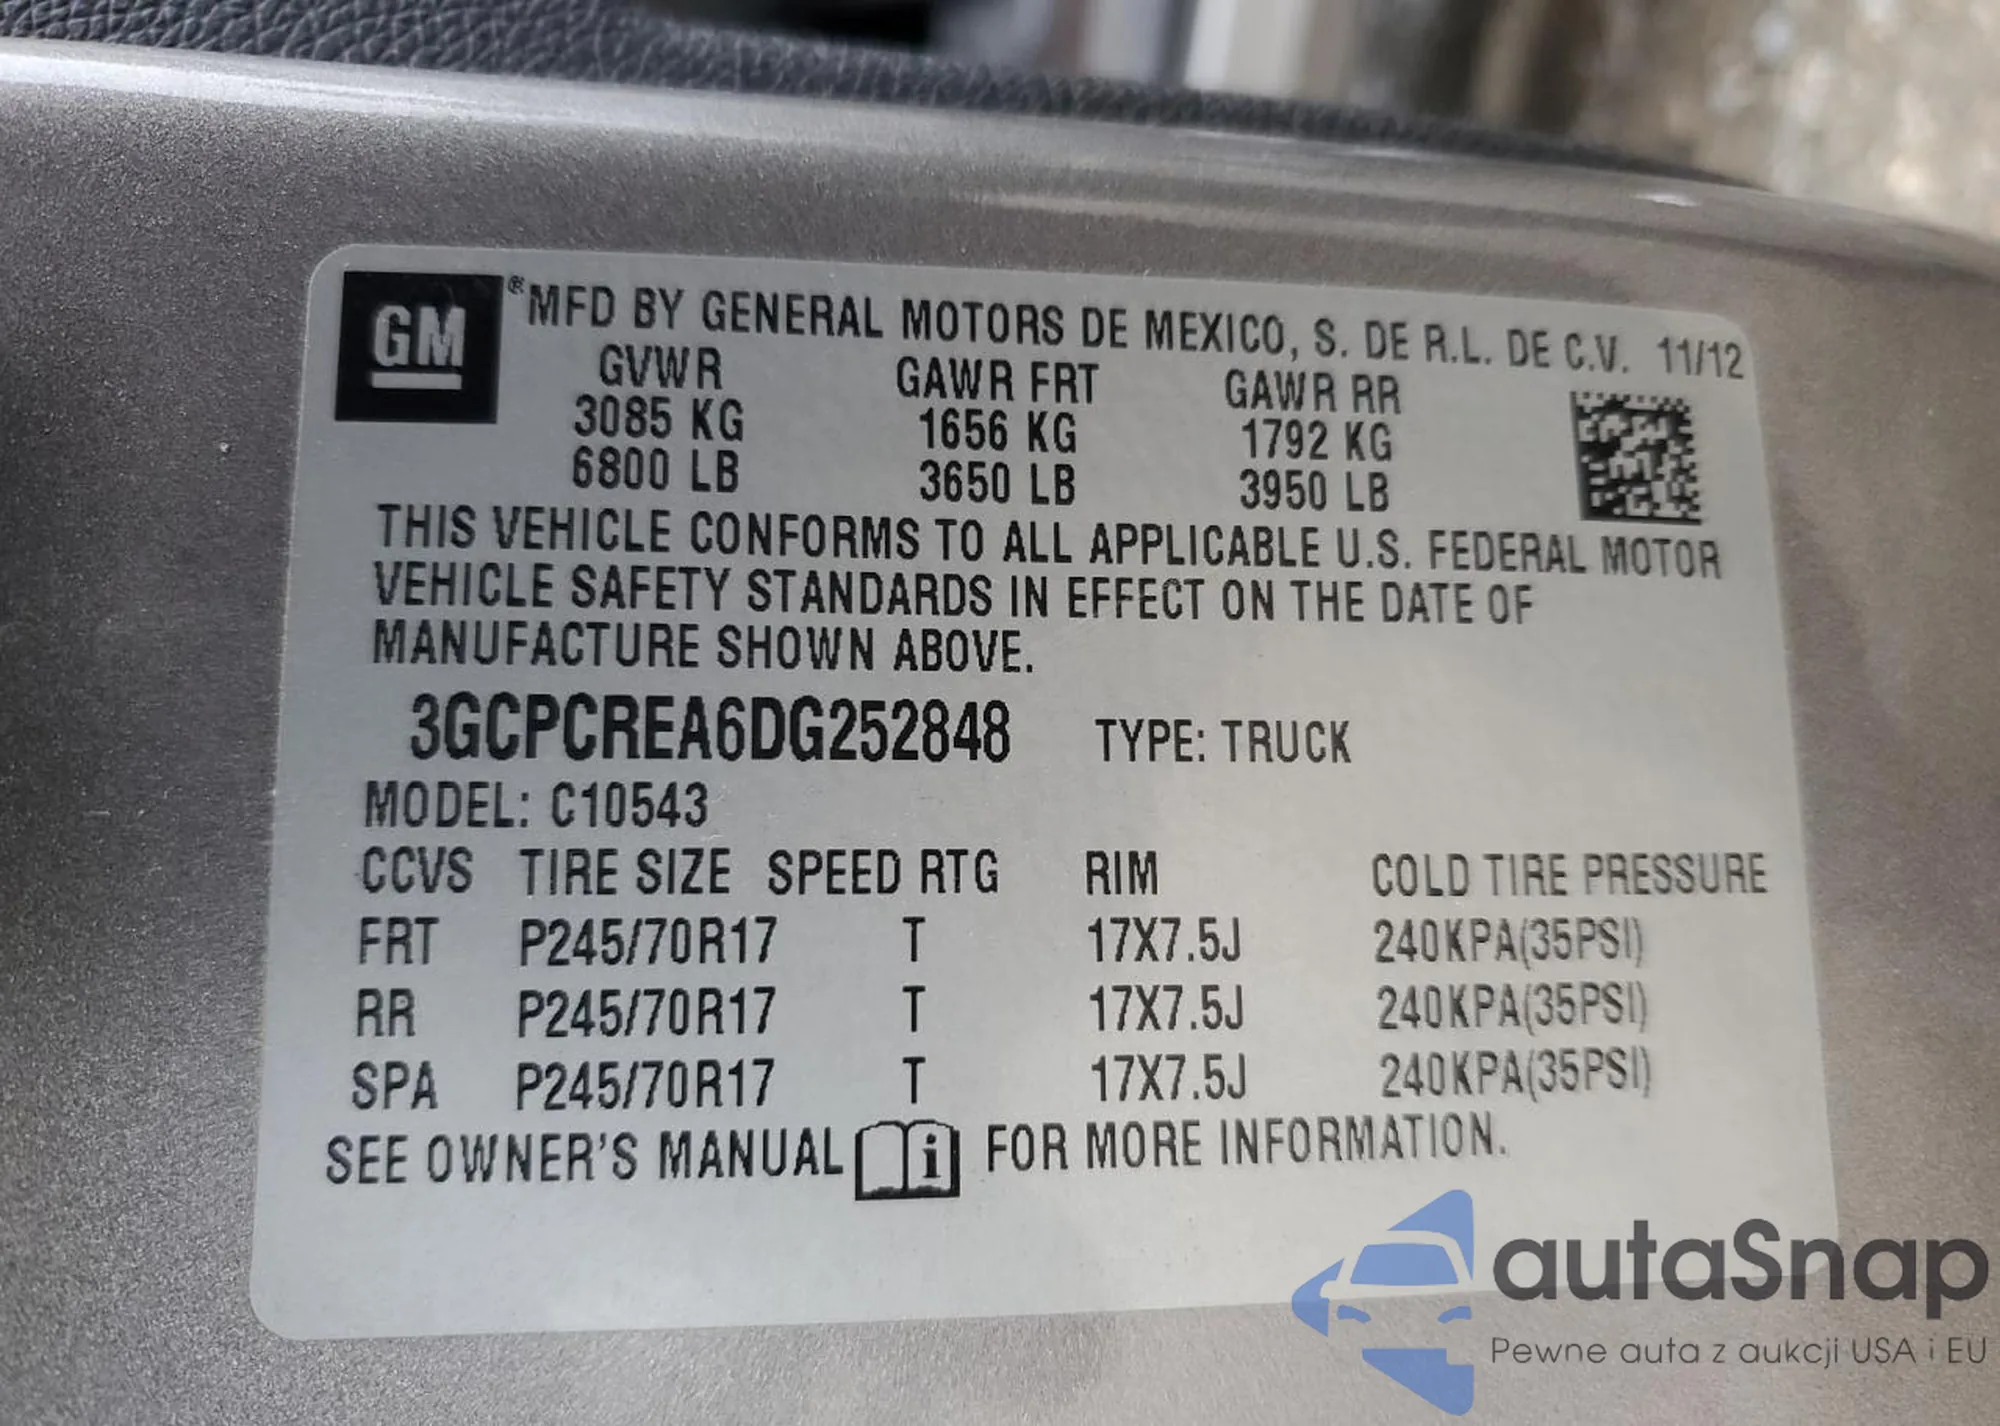 GM
®MFD BY GENERAL MOTORS DE MEXICO, S. DE R.L. DE C.V. 11/12
GVWR GAWR FRT GAWR RR
3085 KG 1656 KG 1792 KG
6800 LB 3650 LB 3950 LB
THIS VEHICLE CONFORMS TO ALL APPLICABLE U.S. FEDERAL MOTOR
VEHICLE SAFETY STANDARDS IN EFFECT ON THE DATE OF
MANUFACTURE SHOWN ABOVE.
3GCPCREA6DG252848 TYPE: TRUCK
MODEL: C10543
CCVS TIRE SIZE SPEED RTG RIM COLD TIRE PRESSURE
FRT P245/70R17 T 17X7.5J 240KPA(35PSI)
RR P245/70R17 T 17X7.5J 240KPA(35PSI)
SPA P245/70R17 T 17X7.5J 240KPA(35PSI)
SEE OWNER'S MANUAL i FOR MORE INFORMATION.
autaSnap
Pewne auta z aukcji USA i EU